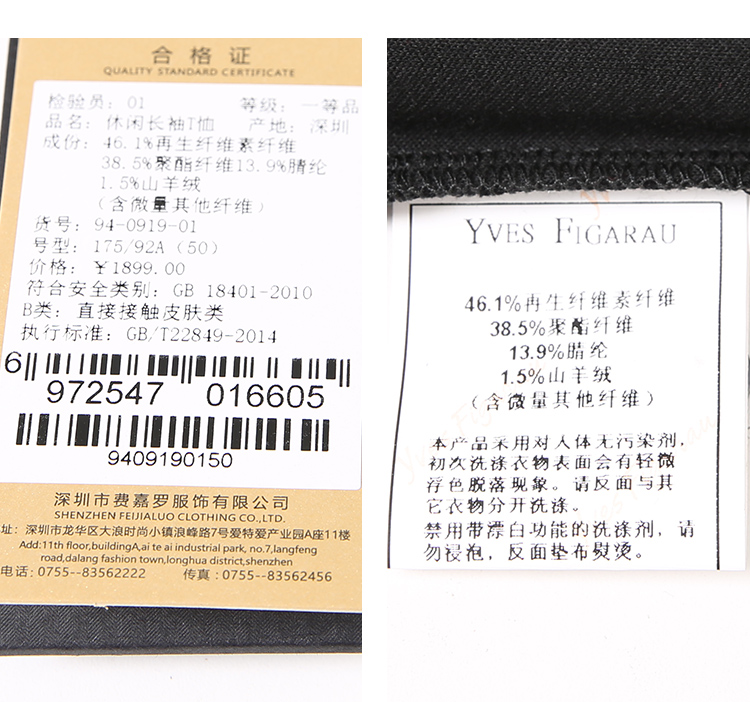 合格证
QUALITY STANDARD CERTIFICATE
检验员: 01 等级: 一等品
品名: 休闲长袖T恤 产地: 深圳
成份: 46.1%再生纤维素纤维
38.5%聚酯纤维13.9%腈纶
1.5%山羊绒
(含微量其他纤维)
货号: 94-0919-01
号型: 175/92A (50)
价格: ¥1899.00
符合安全类别: GB 18401-2010
B类: 直接接触皮肤类
执行标准: GB/T22849-2014
6 972547 016605
9409190150
深圳市费嘉罗服饰有限公司
SHENZHEN FEIJIALUO CLOTHING CO.,LTD.
址: 深圳市龙华区大浪时尚小镇浪峰路7号爱特爱产业园A座11楼
Add:11th floor,buildingA,ai te ai industrial park, no.7,langfeng
road,dalang fashion town,longhua district,shenzhen
电话: 0755--83562222 传真: 0755--83562456
YVES FIGARAU
46.1%再生纤维素纤维
38.5%聚酯纤维
13.9%腈纶
1.5%山羊绒
(含微量其他纤维)
本产品采用对人体无污染剂,
初次洗涤衣物表面会有轻微
浮色脱落现象。请反面与其
它衣物分开洗涤。
禁用带漂白功能的洗涤剂, 请
勿浸泡, 反面垫布熨烫。